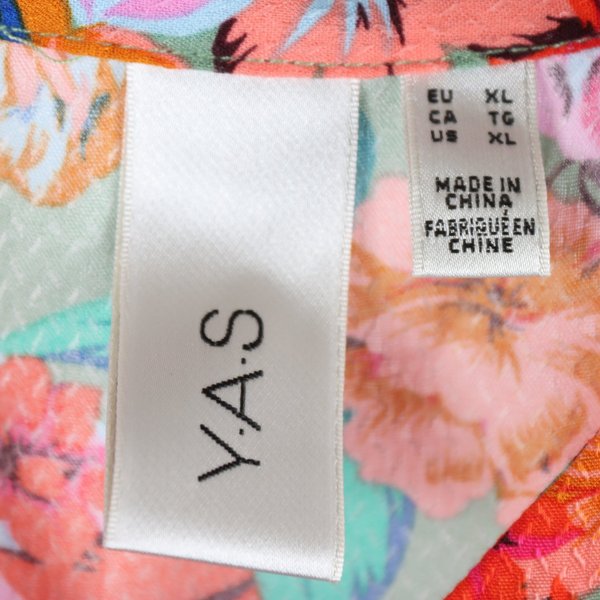 Y.A.S
EU XL
CA TG
US XL
MADE IN
CHINA
FABRIQUÉ EN
CHINE